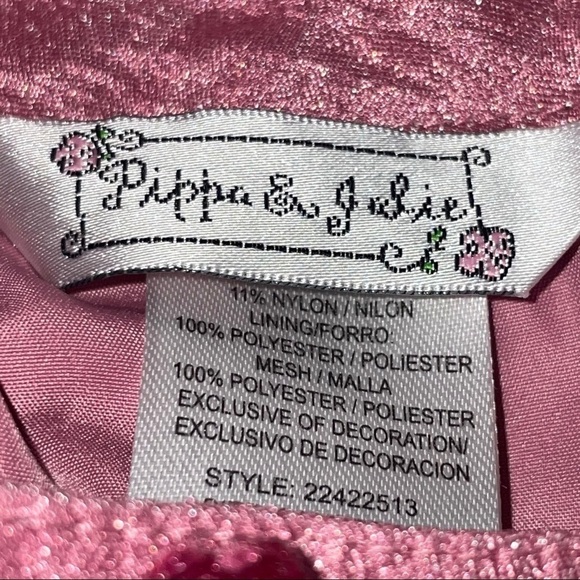 Pippa & Julie
11% NYLON / NILON
LINING/FORRO:
100% POLYESTER / POLIESTER
MESH / MALLA
100% POLYESTER / POLIESTER
EXCLUSIVE OF DECORATION/
EXCLUSIVO DE DECORACION
STYLE: 22422513